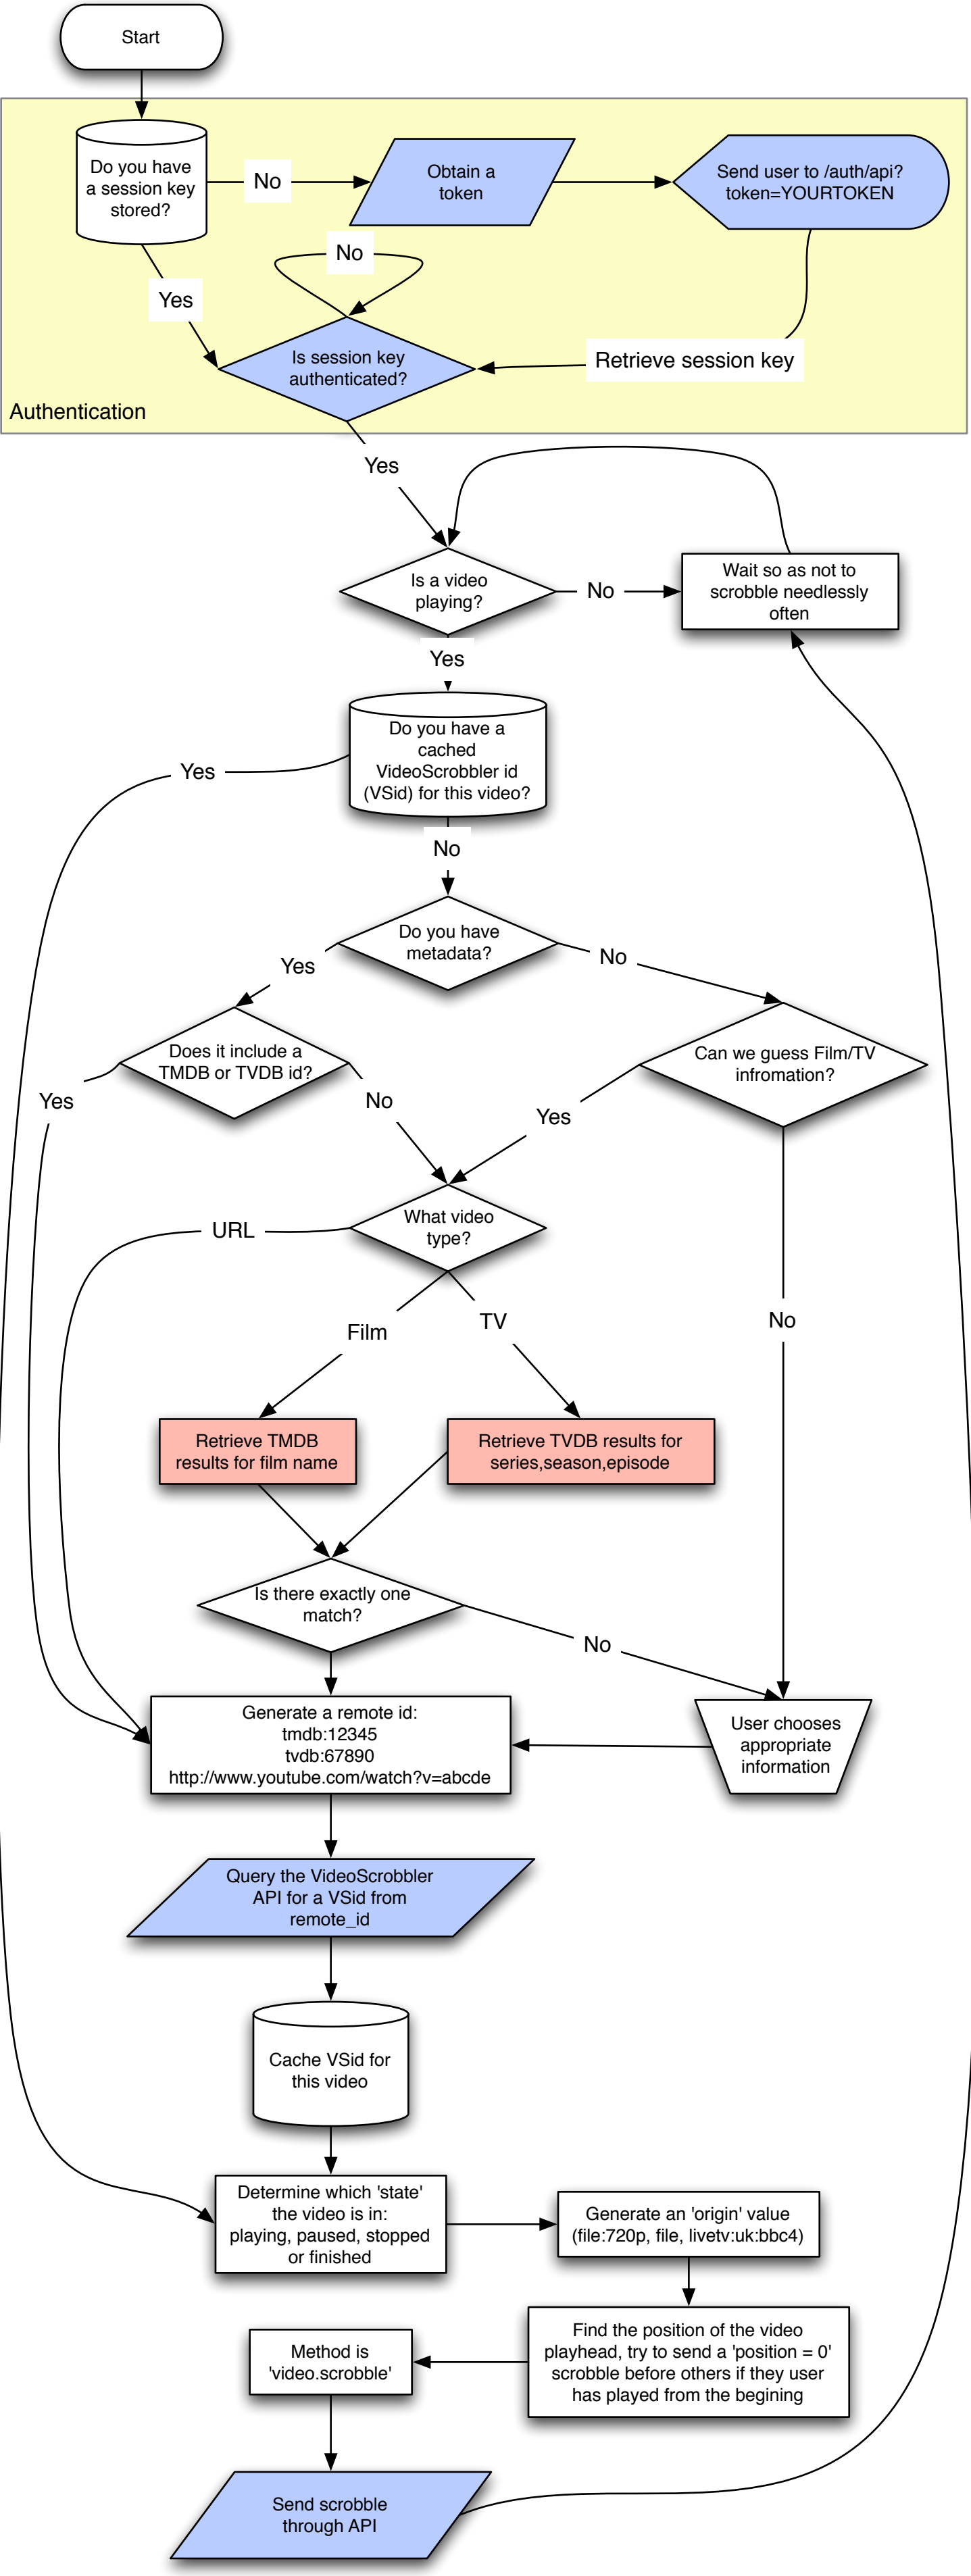 Start
Do you have
a session key
stored?
No
Obtain a
token
Send user to /auth/api?
token=YOURTOKEN
No
Yes
Is session key
authenticated?
Retrieve session key
Authentication
Yes
Is a video
playing?
No
Wait so as not to
scrobble needlessly
often
Yes
Do you have a
cached
VideoScrobbler id
(VSid) for this video?
Yes
No
Do you have
metadata?
Yes
No
Does it include a
TMDB or TVDB id?
Can we guess Film/TV
infromation?
Yes
No
Yes
What video
type?
URL
Film
TV
No
Retrieve TMDB
results for film name
Retrieve TVDB results for
series,season,episode
Is there exactly one
match?
No
Generate a remote id:
tmdb:12345
tvdb:67890
http://www.youtube.com/watch?v=abcde
User chooses
appropriate
information
Query the VideoScrobbler
API for a VSid from
remote_id
Cache VSid for
this video
Determine which 'state'
the video is in:
playing, paused, stopped
or finished
Generate an 'origin' value
(file:720p, file, livetv:uk:bbc4)
Find the position of the video
playhead, try to send a 'position = 0'
scrobble before others if they user
has played from the begining
Method is
'video.scrobble'
Send scrobble
through API